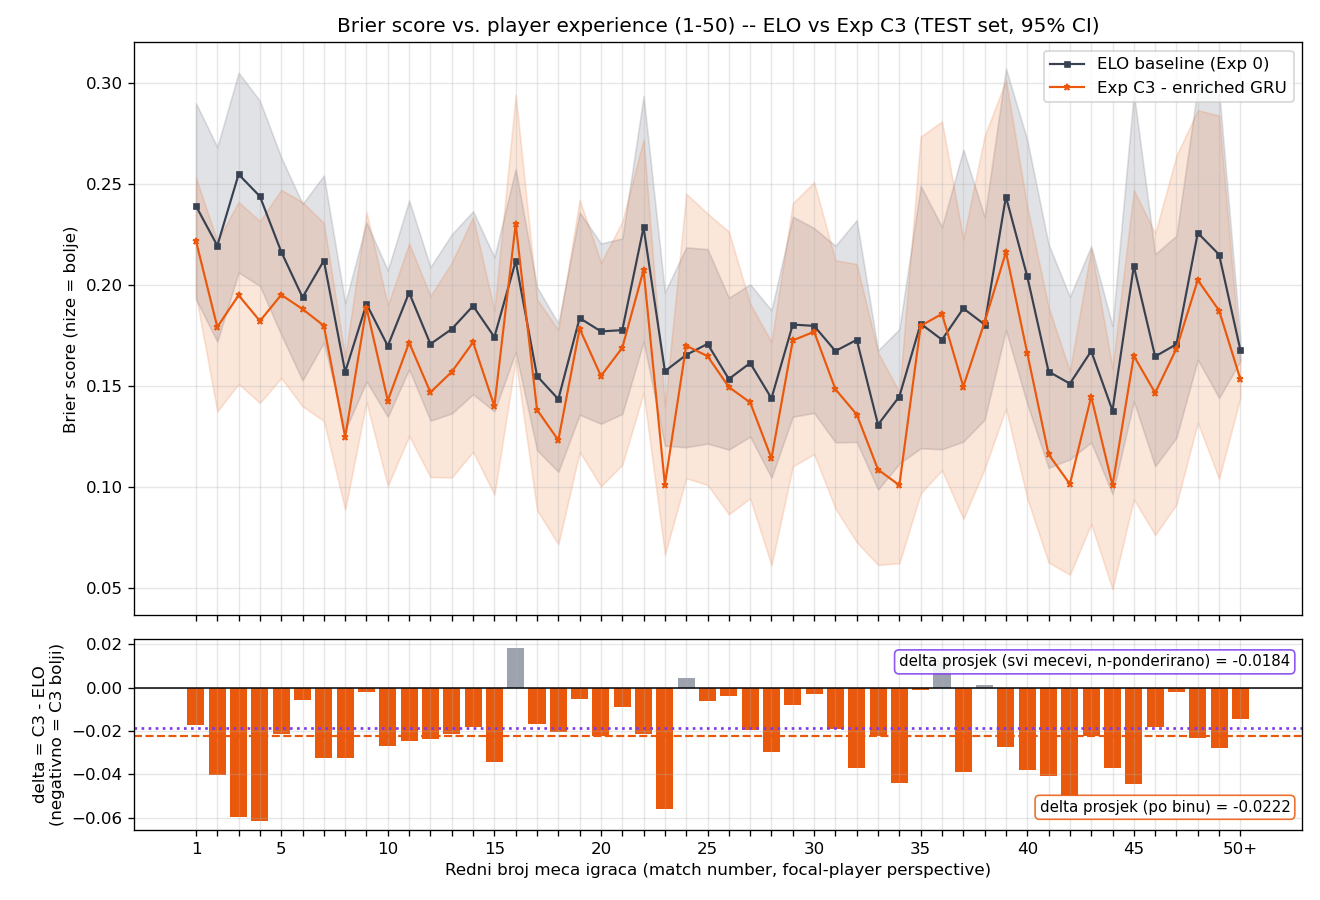 Brier score vs. player experience (1-50) -- ELO vs Exp C3 (TEST set, 95% CI)
ELO baseline (Exp 0)
Exp C3 - enriched GRU
Brier score (nize = bolje)
0.30
0.25
0.20
0.15
0.10
0.05
delta = C3 - ELO
(negativno = C3 bolji)
0.02
0.00
−0.02
−0.04
−0.06
delta prosjek (svi mecevi, n-ponderirano) = -0.0184
delta prosjek (po binu) = -0.0222
1 5 10 15 20 25 30 35 40 45 50+
Redni broj meca igraca (match number, focal-player perspective)